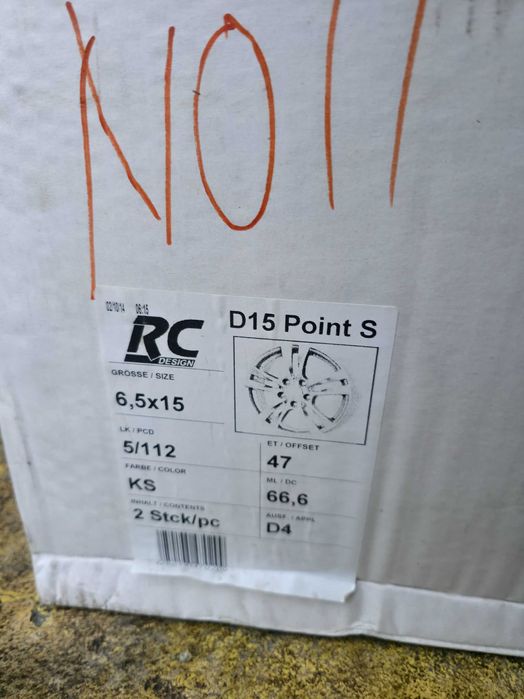 NO11
02/10/14 06:15
RC
DESIGN
D15 Point S
GRÖSSE / SIZE
6,5x15
LK / PCD
5/112
ET / OFFSET
47
FARBE / COLOR
KS
ML / DC
66,6
INHALT / CONTENTS
2 Stck/pc
AUSF. / APPL
D4